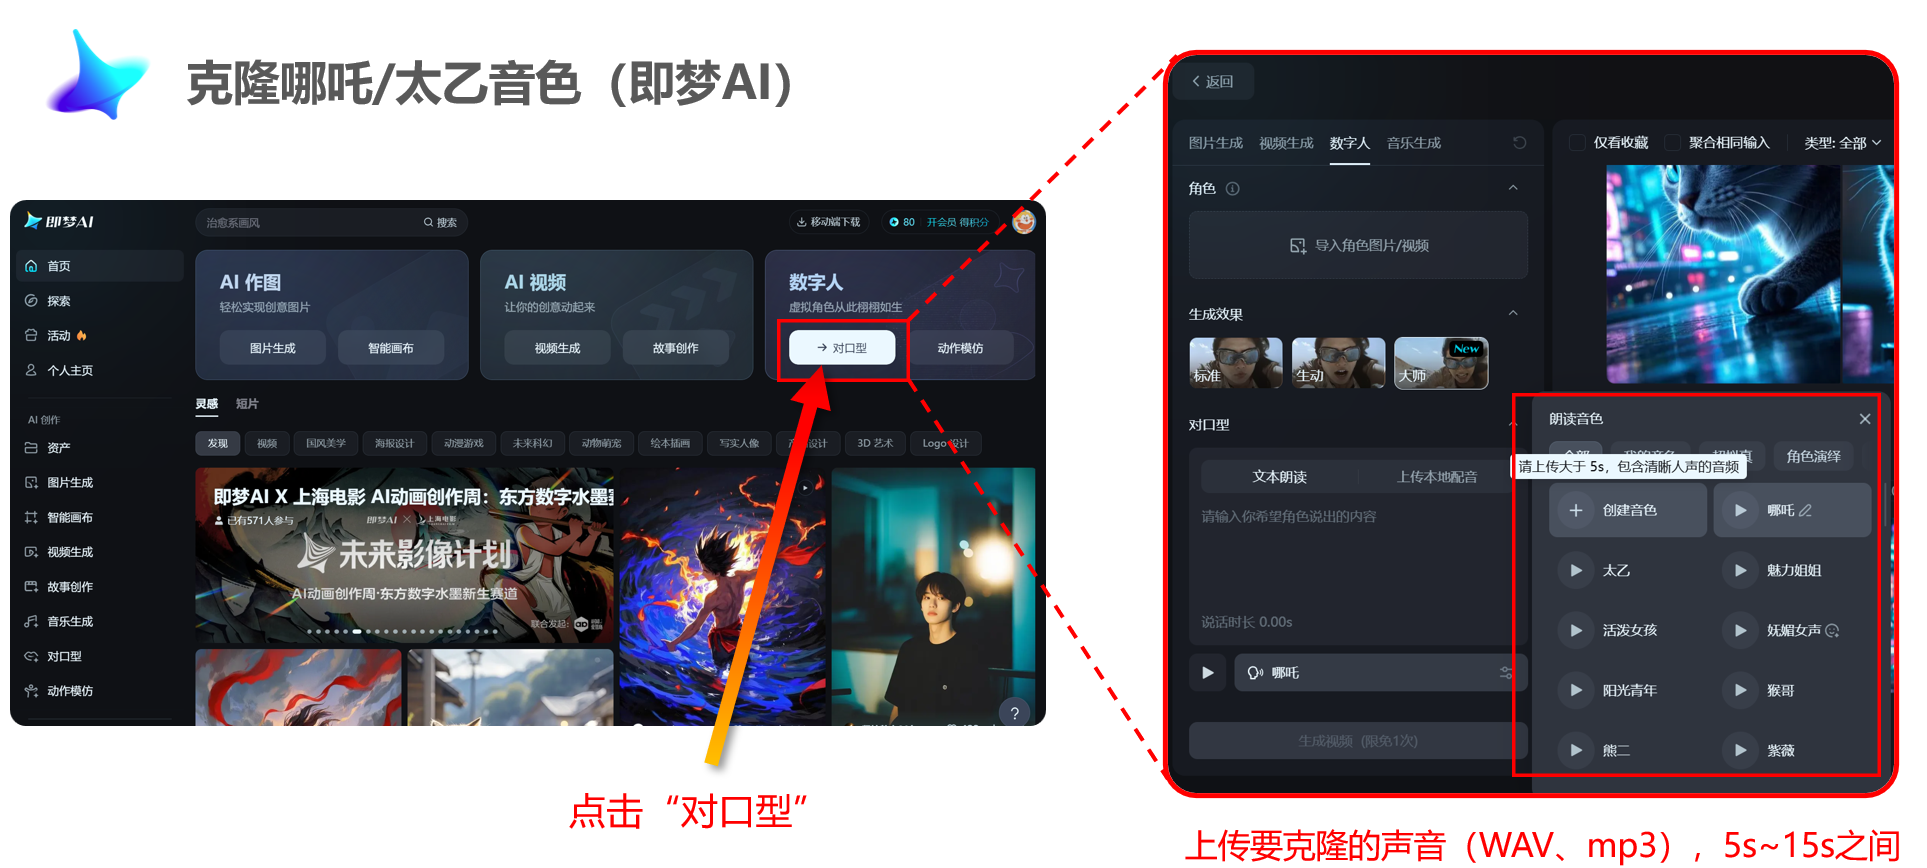 克隆哪吒/太乙音色（即梦AI）
即梦AI
治愈系画风
搜索
移动端下载
80
开会员 得积分
首页
探索
活动
个人主页
AI 创作
资产
图片生成
智能画布
视频生成
故事创作
音乐生成
对口型
动作模仿
AI 作图
轻松实现创意图片
图片生成
智能画布
AI 视频
让你的创意动起来
视频生成
故事创作
数字人
虚拟角色从此栩栩如生
对口型
动作模仿
灵感
短片
发现
视频
国风美学
海报设计
动漫游戏
未来科幻
动物萌宠
绘本插画
写实人像
设计
3D 艺术
Logo 设计
即梦AI X 上海电影 AI动画创作周：东方数字水墨
已有571人参与
即梦AI
上海电影
未来影像计划
AI动画创作周·东方数字水墨新生赛道
联合发起：
?
点击“对口型”
返回
图片生成
视频生成
数字人
音乐生成
角色
导入角色图片/视频
生成效果
标准
生动
大师
New
对口型
文本朗读
上传本地配音
请输入你希望角色说出的内容
说话时长 0.00s
哪吒
生成视频（限免1次）
仅看收藏
聚合相同输入
类型: 全部
朗读音色
角色演绎
请上传大于 5s，包含清晰人声的音频
创建音色
哪吒
太乙
魅力姐姐
活泼女孩
妩媚女声
阳光青年
猴哥
熊二
紫薇
上传要克隆的声音（WAV、mp3），5s~15s之间